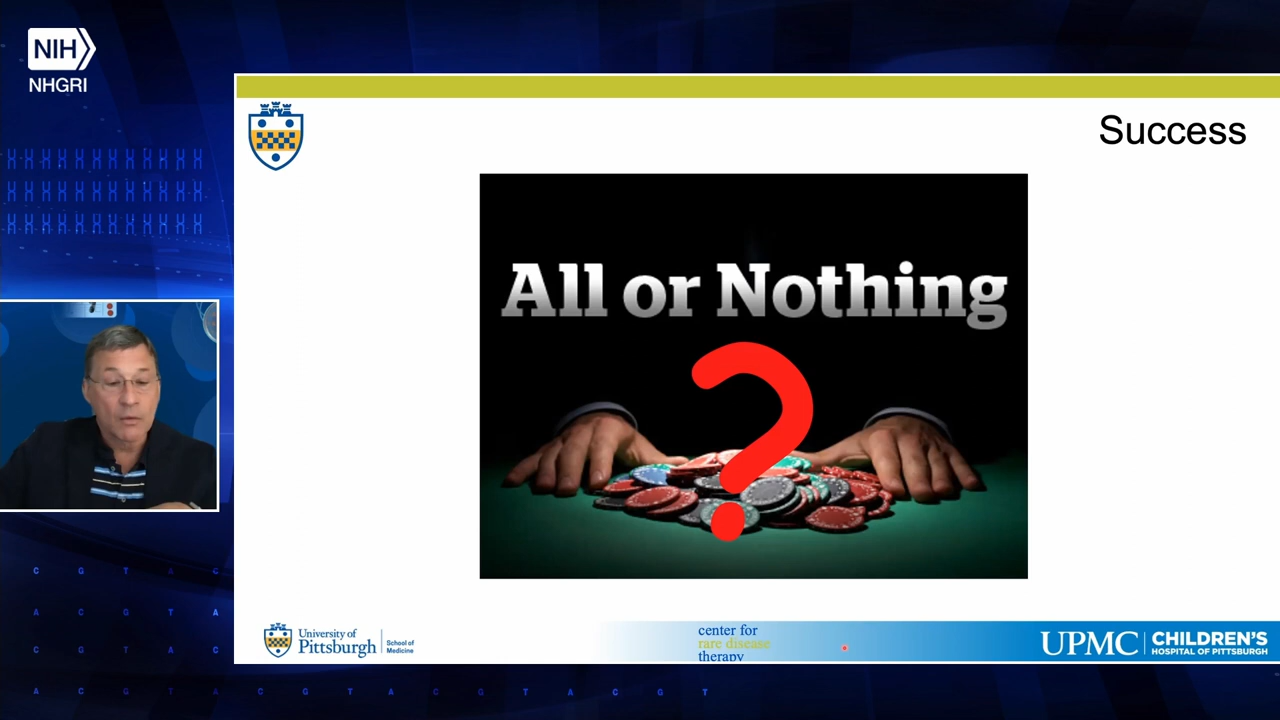 NIH
NHGRI
Success
All or Nothing
?
University of
Pittsburgh
School of
Medicine
center for
rare disease
therapy
UPMC
CHILDREN'S
HOSPITAL OF PITTSBURGH
C G T A C
A C G T A
C G T A C
A C G T A C G T A C G T A C G T